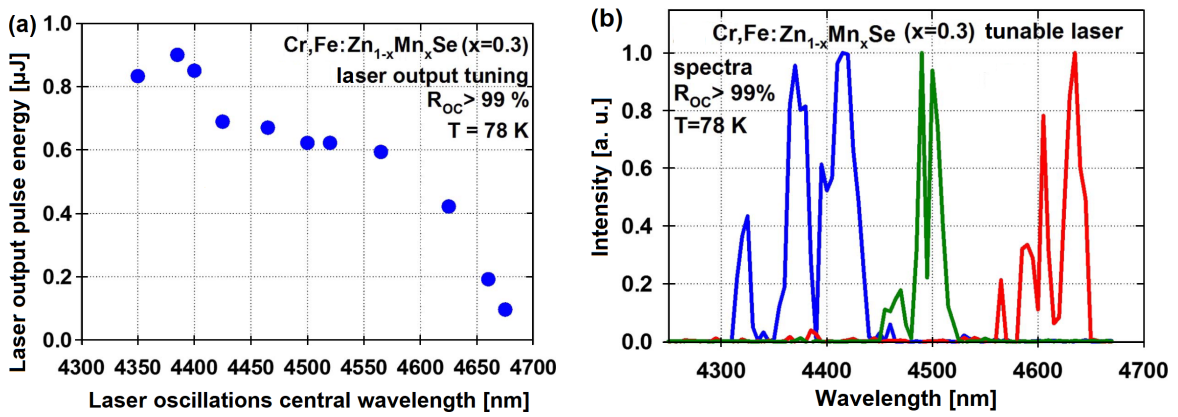 (a)
Cr,Fe:Zn1-xMnxSe (x=0.3)
laser output tuning
ROC> 99 %
T = 78 K
Laser output pulse energy [µJ]
1.0
0.8
0.6
0.4
0.2
0.0
4300 4350 4400 4450 4500 4550 4600 4650 4700
Laser oscillations central wavelength [nm]
(b)
Cr,Fe:Zn1-xMnxSe (x=0.3) tunable laser
spectra
ROC> 99%
T=78 K
Intensity [a. u.]
1.0
0.8
0.6
0.4
0.2
0.0
4300 4400 4500 4600 4700
Wavelength [nm]